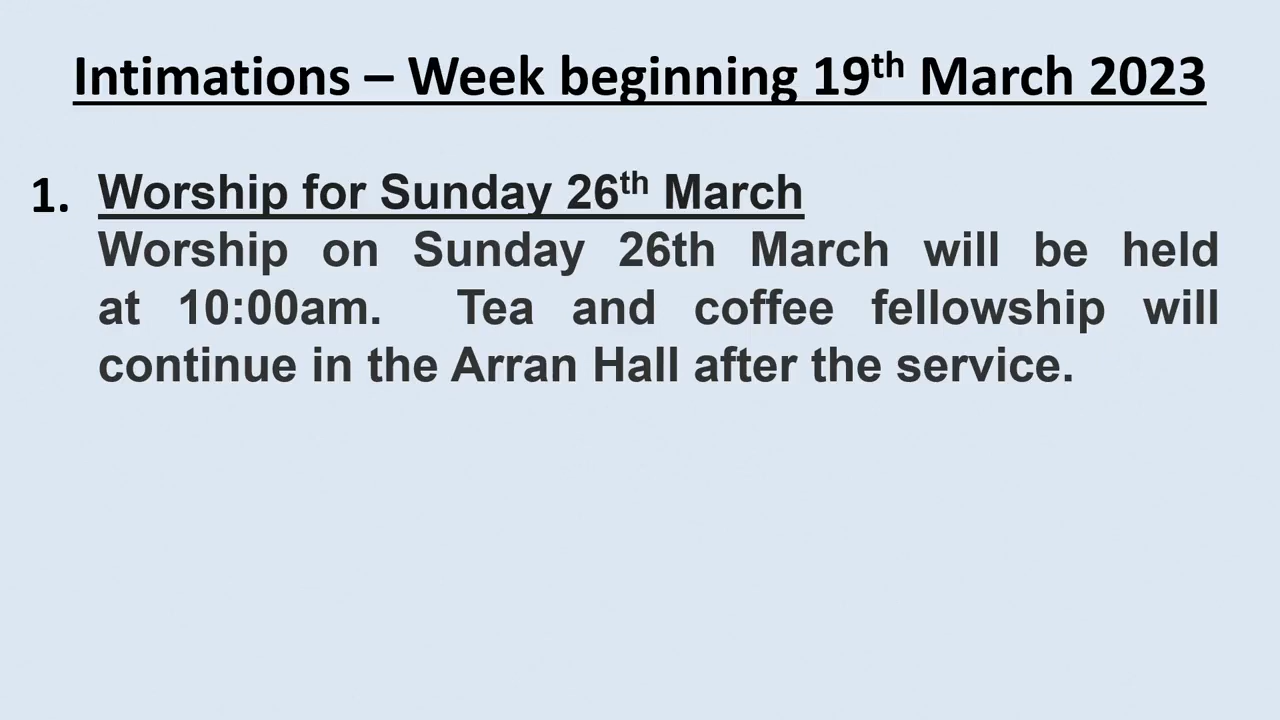 Intimations – Week beginning 19th March 2023
1. Worship for Sunday 26th March
Worship on Sunday 26th March will be held
at 10:00am. Tea and coffee fellowship will
continue in the Arran Hall after the service.